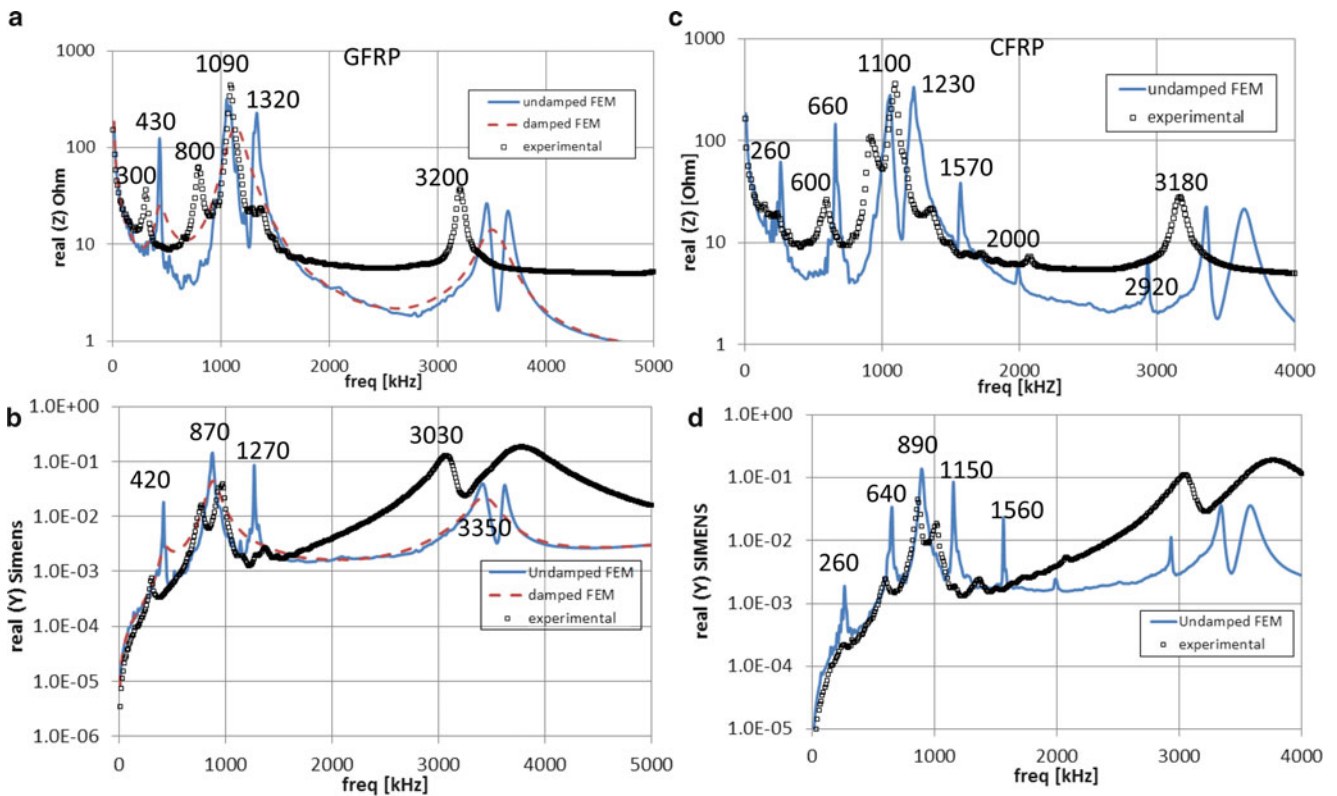 a
GFRP
1000
100
10
1
real (Z) Ohm
430
300
800
1090
1320
3200
undamped FEM
damped FEM
experimental
0
1000
2000
3000
4000
5000
freq [kHz]
c
CFRP
1000
100
10
1
real (Z) [Ohm]
260
600
660
1100
1230
1570
2000
2920
3180
undamped FEM
experimental
0
1000
2000
3000
4000
freq [kHZ]
b
1.0E+00
1.0E-01
1.0E-02
1.0E-03
1.0E-04
1.0E-05
1.0E-06
real (Y) Simens
420
870
1270
3030
3350
Undamped FEM
damped FEM
experimental
0
1000
2000
3000
4000
5000
freq [kHz]
d
1.0E+00
1.0E-01
1.0E-02
1.0E-03
1.0E-04
1.0E-05
real (Y) SIMENS
260
640
890
1150
1560
Undamped FEM
experimental
0
1000
2000
3000
4000
freq [kHz]